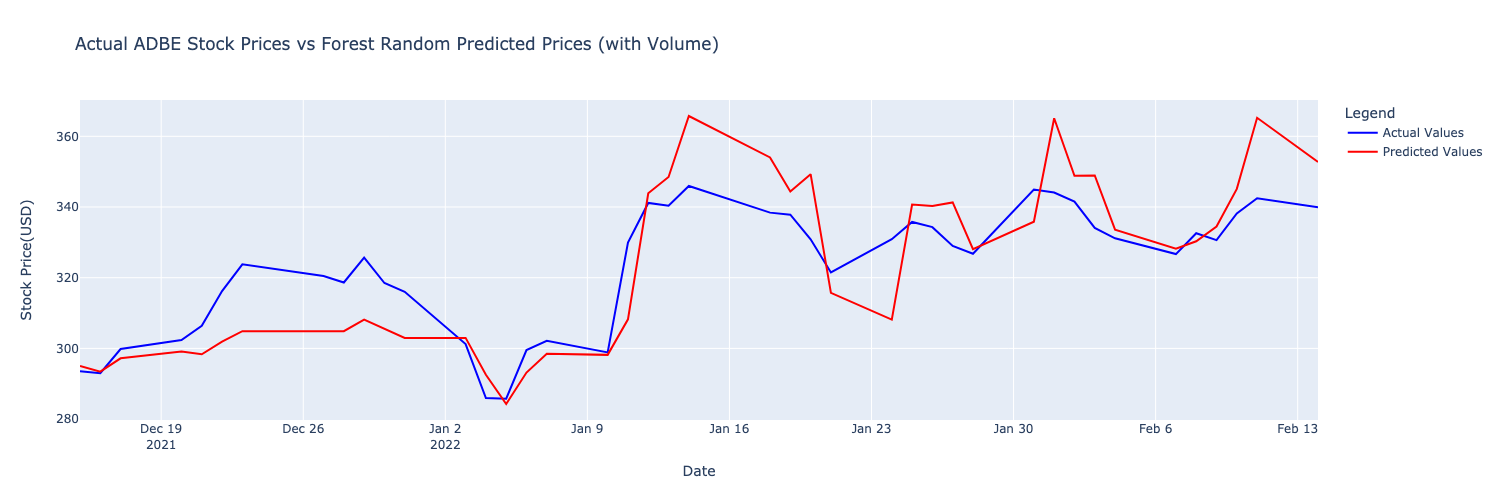 Actual ADBE Stock Prices vs Forest Random Predicted Prices (with Volume)
Legend
Actual Values
Predicted Values
Stock Price(USD)
360
340
320
300
280
Dec 19
2021
Dec 26
Jan 2
2022
Jan 9
Jan 16
Jan 23
Jan 30
Feb 6
Feb 13
Date